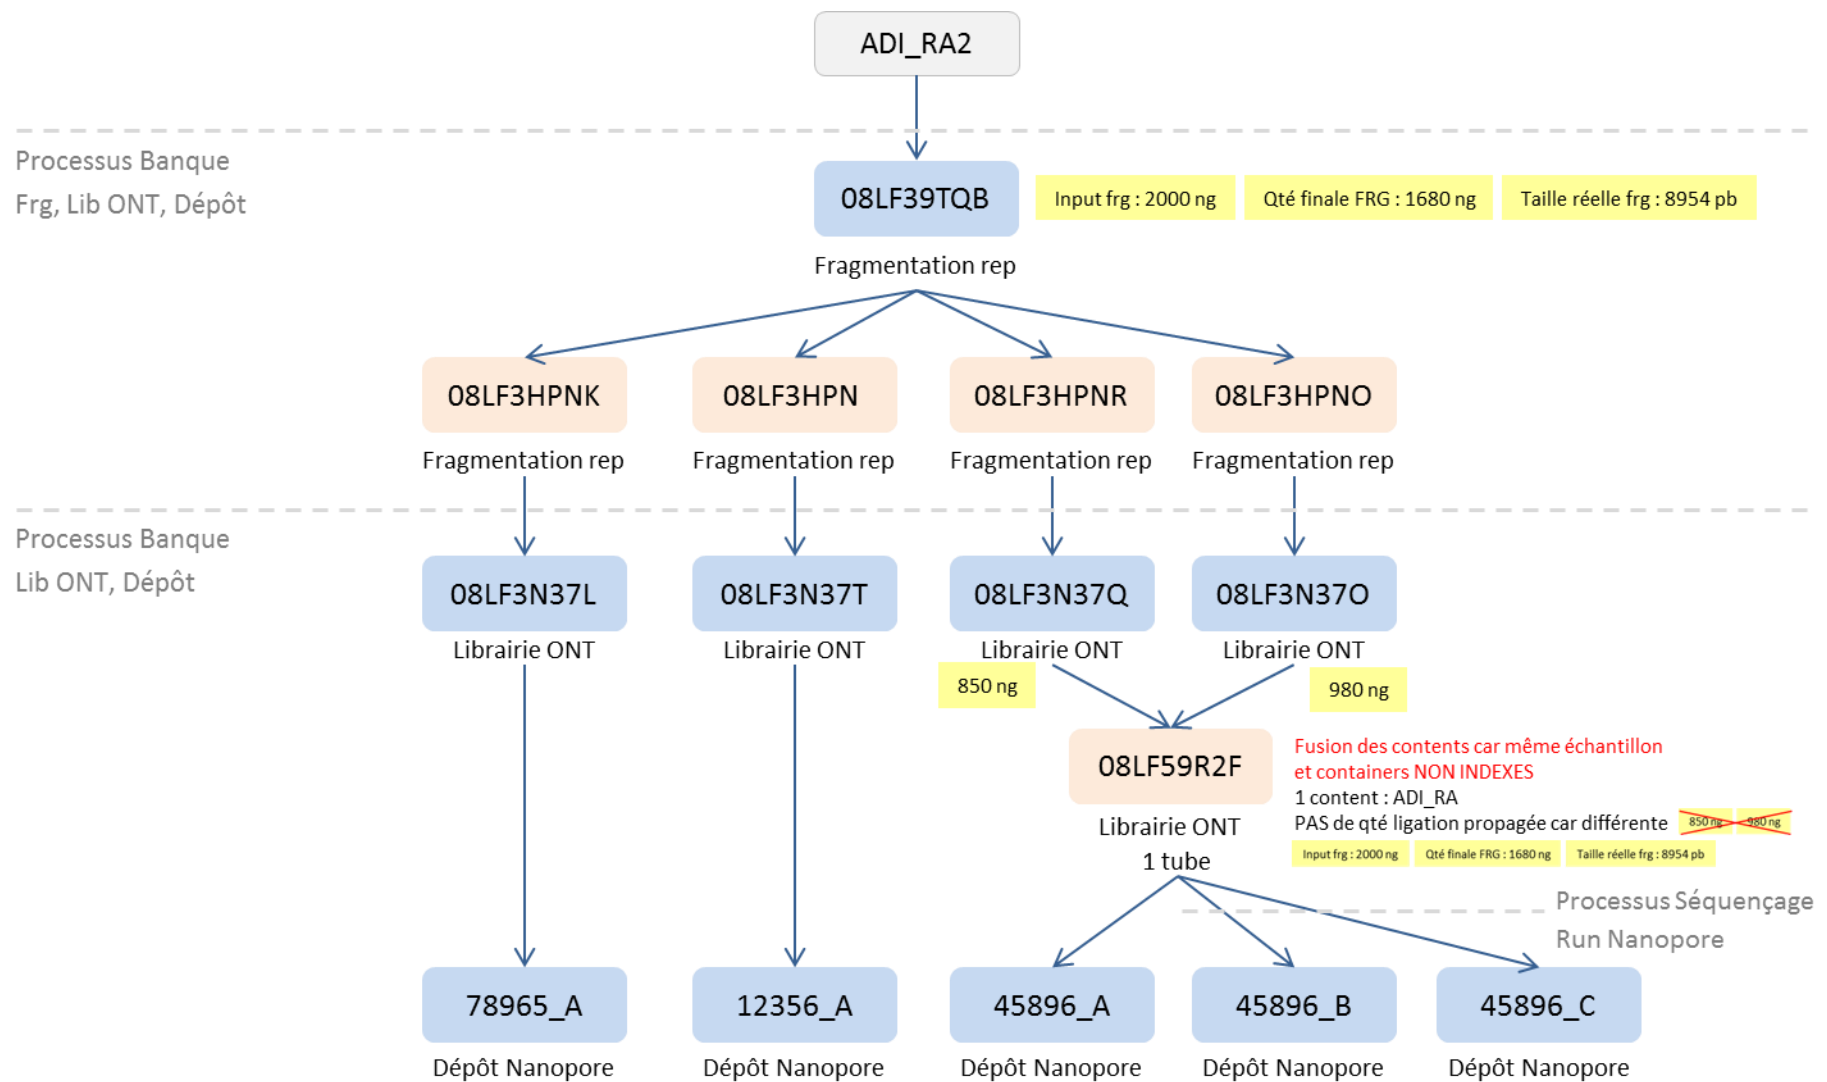 ADI_RA2
Processus Banque
Frg, Lib ONT, Dépôt
08LF39TQB
Input frg : 2000 ng
Qté finale FRG : 1680 ng
Taille réelle frg : 8954 pb
Fragmentation rep
08LF3HPNK
08LF3HPN
08LF3HPNR
08LF3HPNO
Fragmentation rep
Fragmentation rep
Fragmentation rep
Fragmentation rep
Processus Banque
Lib ONT, Dépôt
08LF3N37L
08LF3N37T
08LF3N37Q
08LF3N37O
Librairie ONT
Librairie ONT
Librairie ONT
Librairie ONT
850 ng
980 ng
08LF59R2F
Librairie ONT
1 tube
Fusion des contents car même échantillon
et containers NON INDEXES
1 content : ADI_RA
PAS de qté ligation propagée car différente
850 ng
980 ng
Input frg : 2000 ng
Qté finale FRG : 1680 ng
Taille réelle frg : 8954 pb
Processus Séquençage
Run Nanopore
78965_A
12356_A
45896_A
45896_B
45896_C
Dépôt Nanopore
Dépôt Nanopore
Dépôt Nanopore
Dépôt Nanopore
Dépôt Nanopore